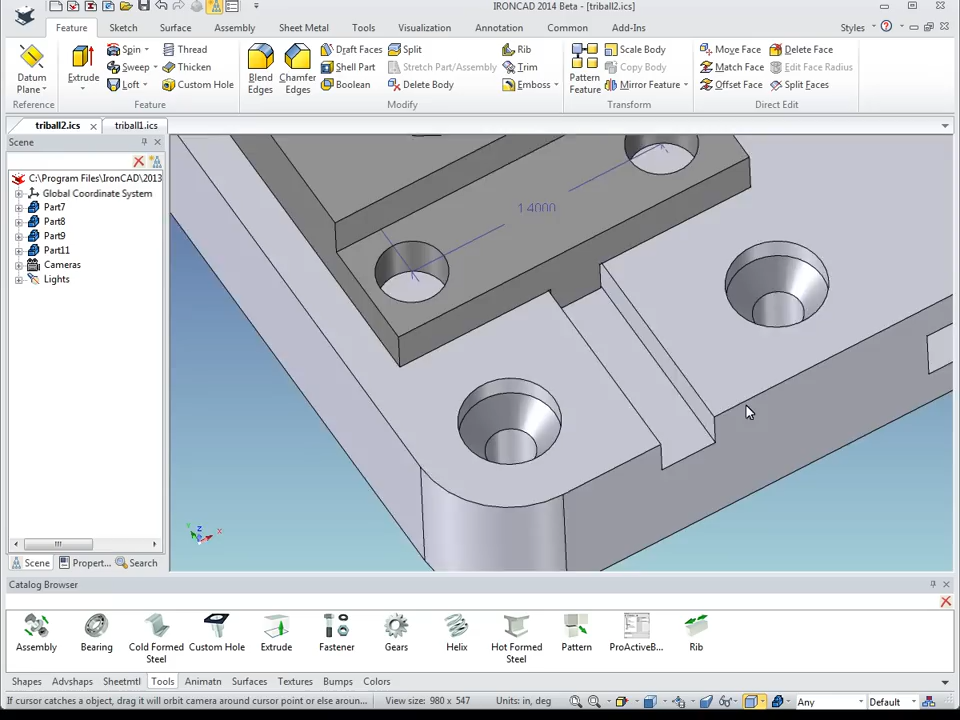 IRONCAD 2014 Beta - [triball2.ics]
Feature Sketch Surface Tools Assembly Sheet Metal Visualization Annotation Common Add-Ins Styles
Spin Thread Draft Faces Split Rib Scale Body Move Face Delete Face
Sweep Thicken Shell Part Stretch Part/Assembly Trim Copy Body Match Face Edit Face Radius
Datum Plane Extrude Loft Custom Hole Blend Edges Chamfer Edges Boolean Delete Body Emboss Pattern Feature Mirror Feature Offset Face Split Faces
Reference Feature Modify Transform Direct Edit
triball2.ics triball1.ics
Scene
C:\Program Files\IronCAD\2013
Global Coordinate System
Part7
Part8
Part9
Part11
Cameras
Lights
1.4000
Z
X
Scene Propert... Search
Catalog Browser
Assembly Bearing Cold Formed Steel Custom Hole Extrude Fastener Gears Helix Hot Formed Steel Pattern ProActiveB... Rib
Shapes Advshaps Sheetmtl Tools Animatn Surfaces Textures Bumps Colors
If cursor catches a object, drag it will orbit camera around cursor point or else aroun... View size: 980 x 547 Units: in, deg Any Default